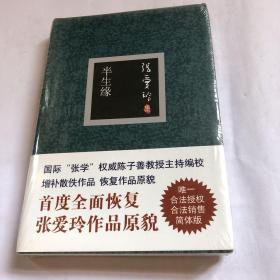 张爱玲
半生缘
国际“张学”权威陈子善教授主持编校
增补散佚作品 恢复作品原貌
首度全面恢复
张爱玲作品原貌
唯一
合法授权
合法销售
简体版